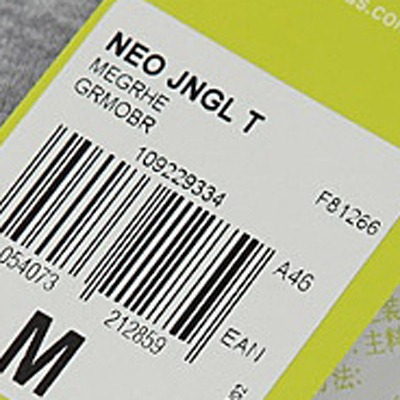 NEO JNGL T
MEGRHE
GRMOBR
109229334
F81266
054073
212859
A46
EAN
M